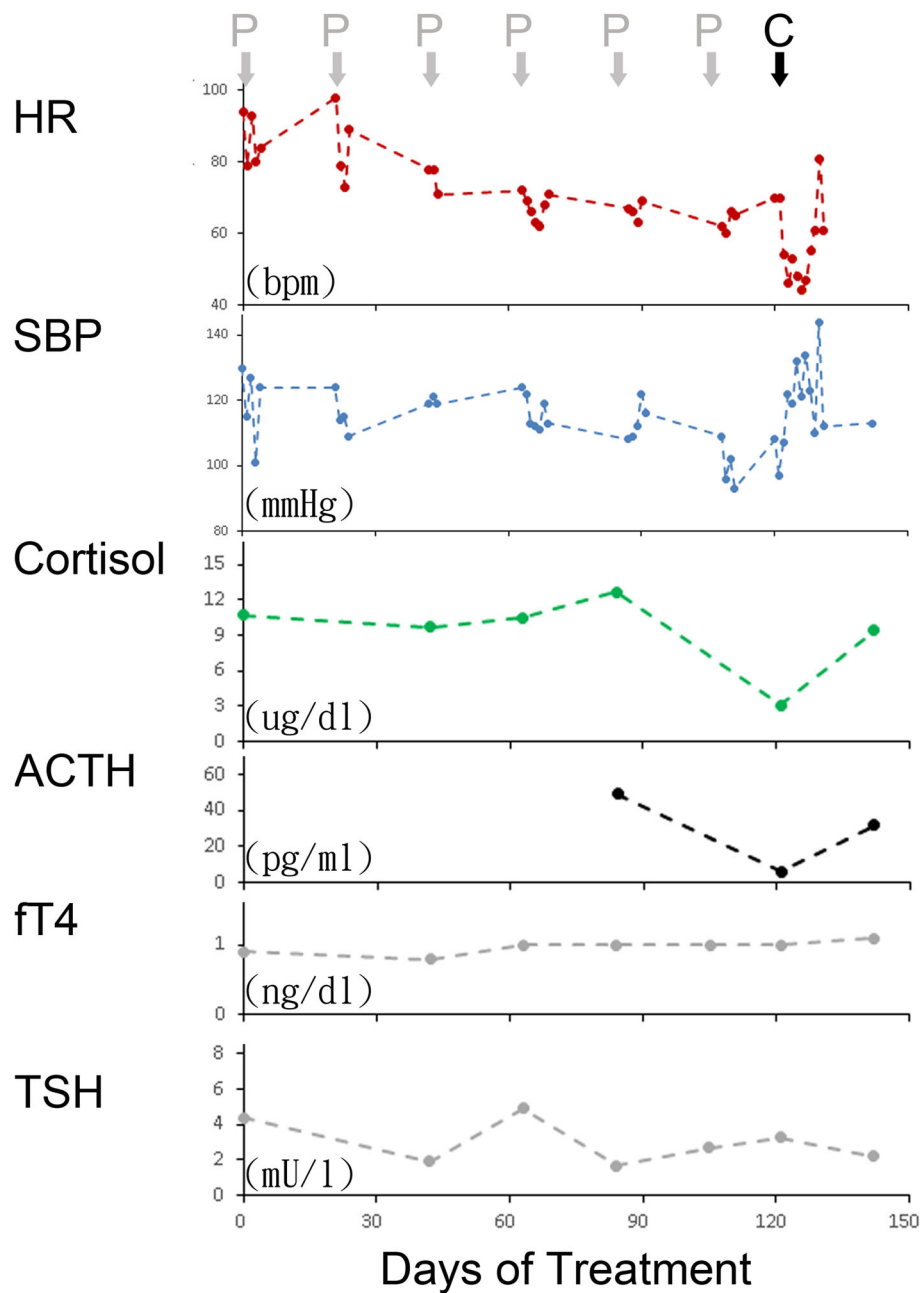 P P P P P P C
HR
100
80
60
40
(bpm)
SBP
140
120
100
80
(mmHg)
Cortisol
15
12
9
6
3
0
(ug/dl)
ACTH
60
40
20
0
(pg/ml)
fT4
1
0
(ng/dl)
TSH
8
6
4
2
0
(mU/l)
0 30 60 90 120 150
Days of Treatment